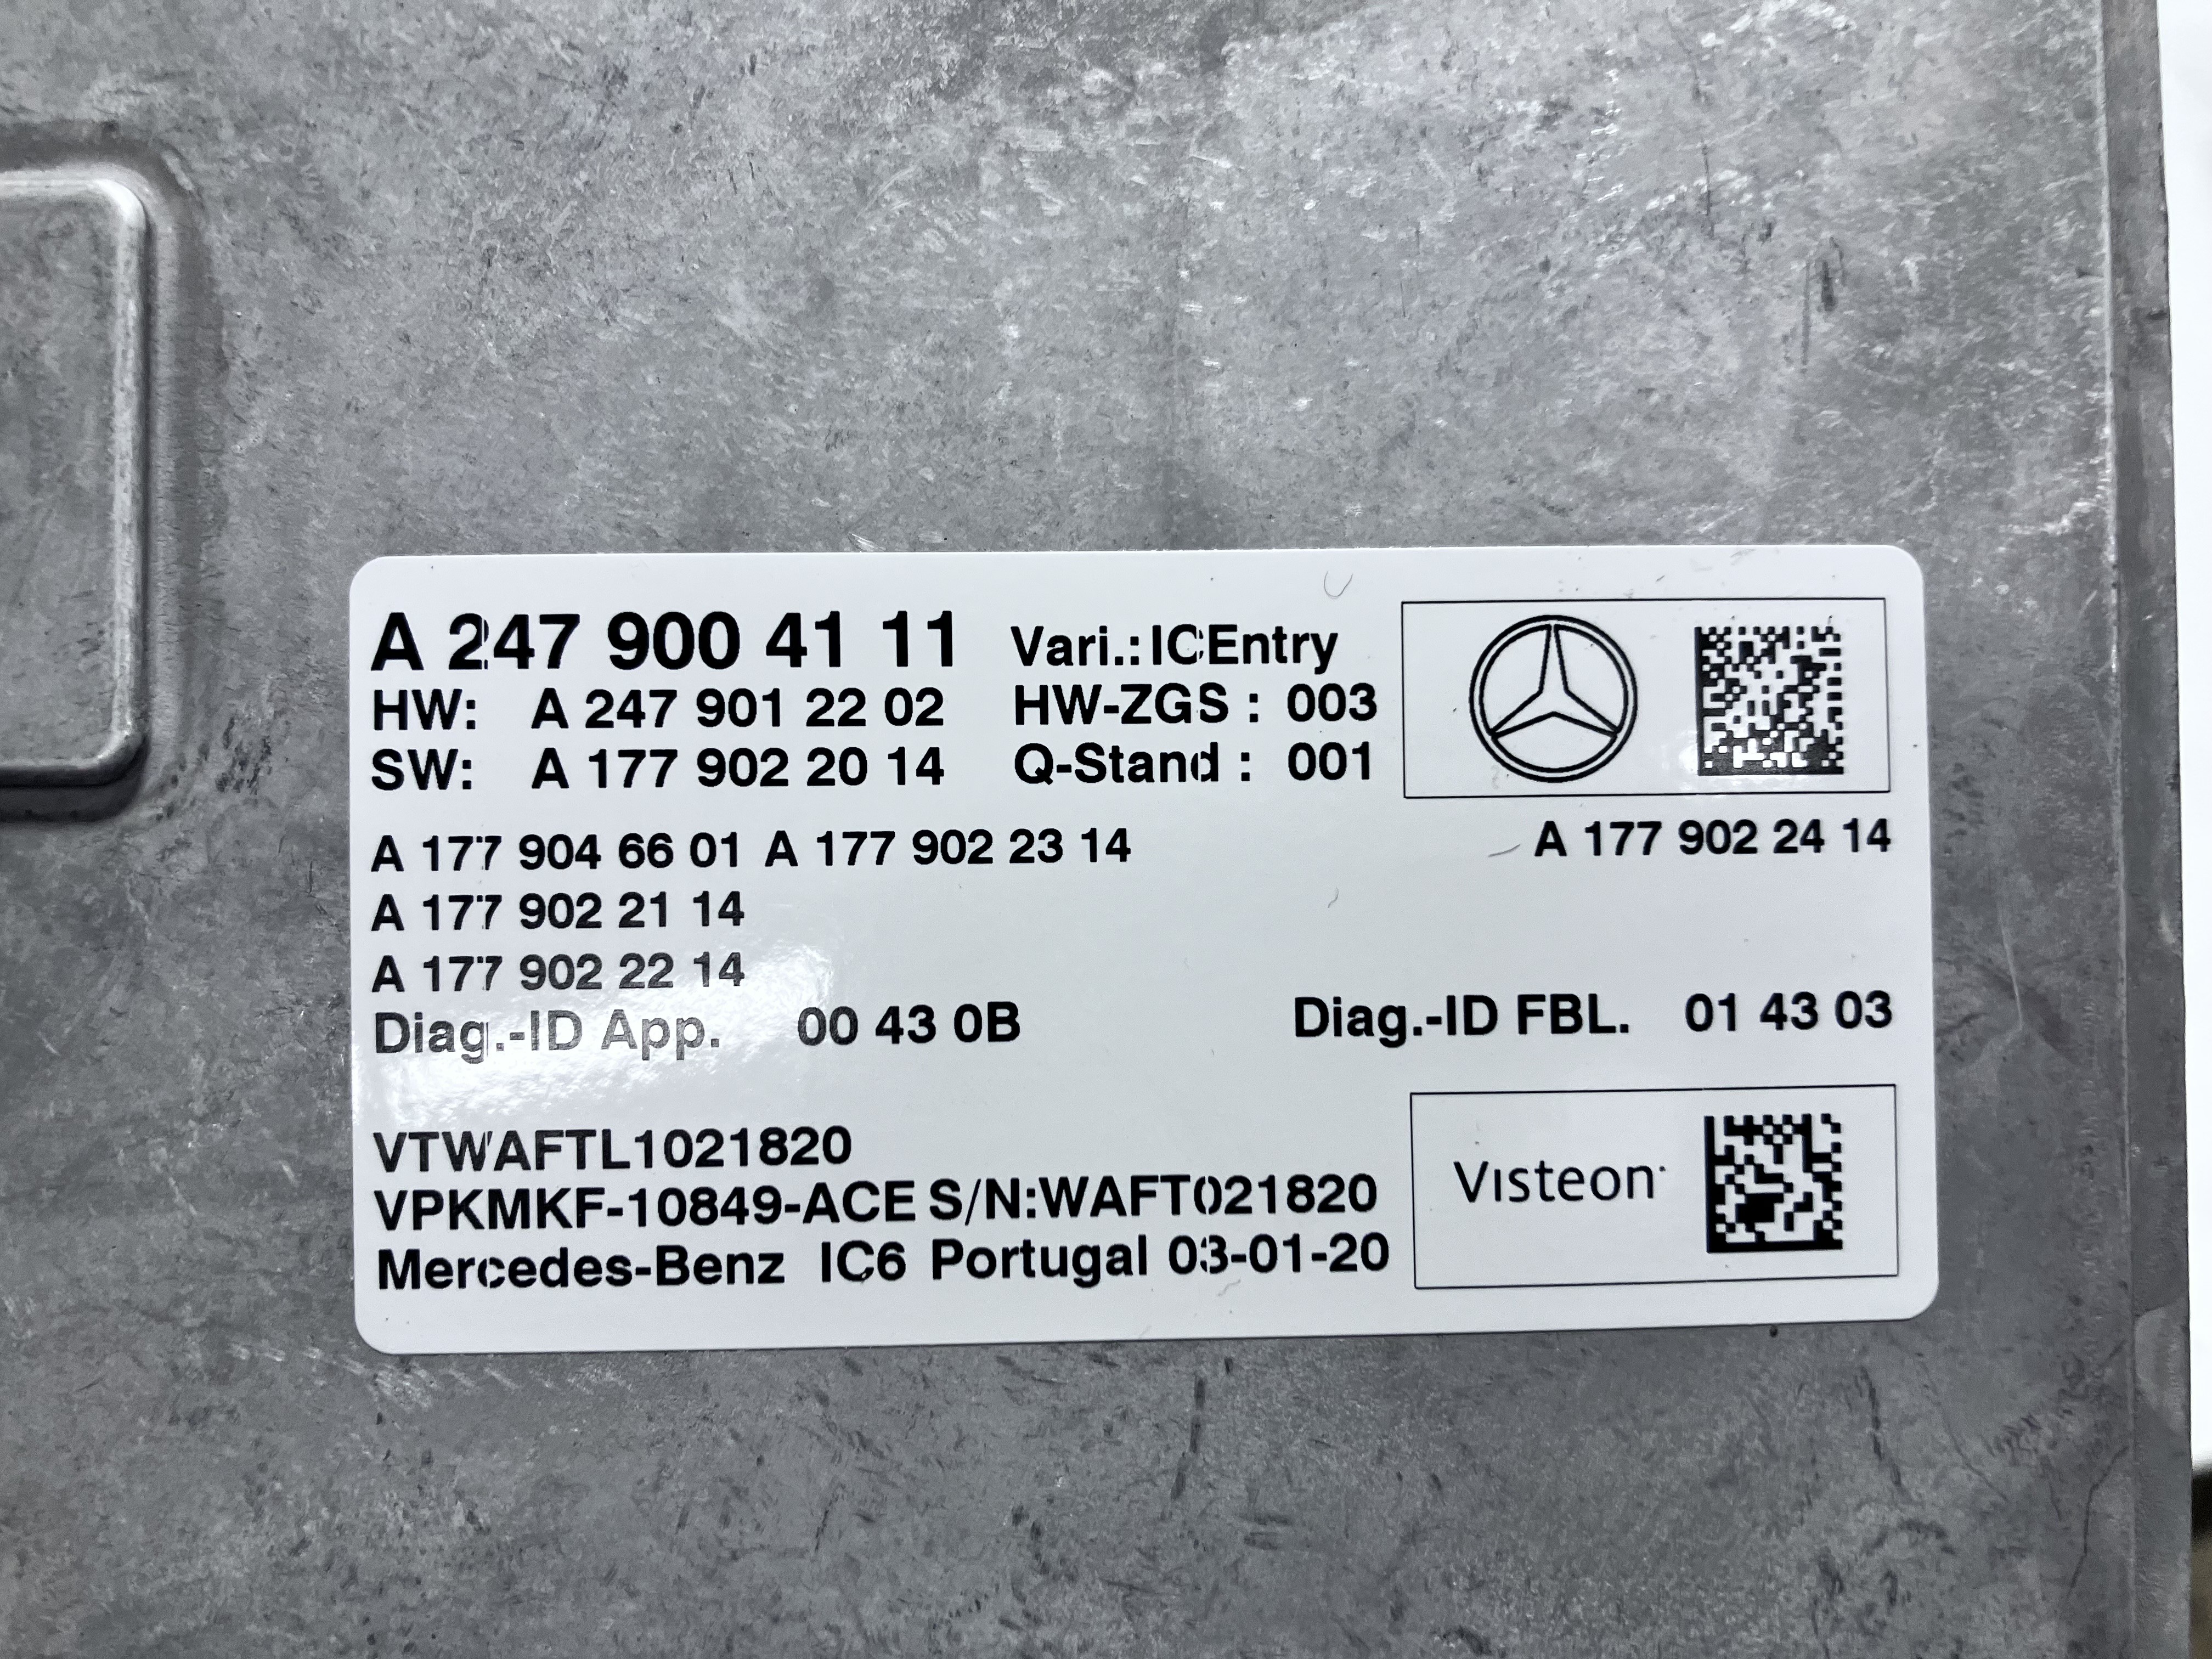 A 247 900 41 11 Vari.: ICEntry
HW: A 247 901 22 02 HW-ZGS : 003
SW: A 177 902 20 14 Q-Stand : 001
A 177 904 66 01 A 177 902 23 14 A 177 902 24 14
A 177 902 21 14
A 177 902 22 14
Diag.-ID App. 00 43 0B Diag.-ID FBL. 01 43 03
VTWAFTL1021820
VPKMKF-10849-ACE S/N:WAFT021820
Mercedes-Benz IC6 Portugal 03-01-20
Visteon